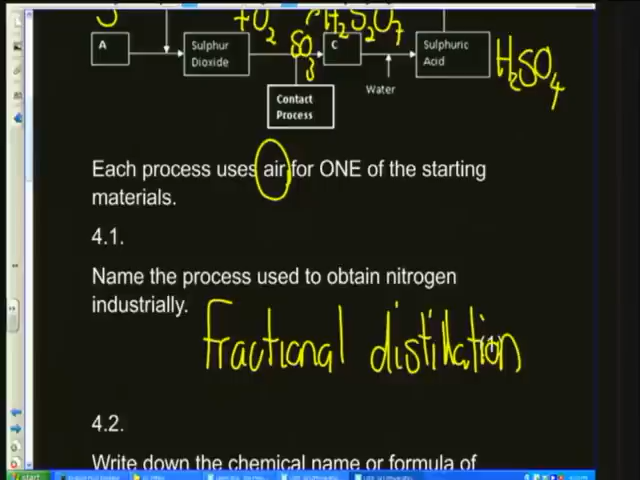 +O2 H2S2O7
A
Sulphur
Dioxide
SO3
C
Sulphuric
Acid
H2SO4
Contact
Process
Water
Each process uses air for ONE of the starting
materials.
4.1.
Name the process used to obtain nitrogen
industrially.
Fractional distillation
4.2.
Write down the chemical name or formula of
start